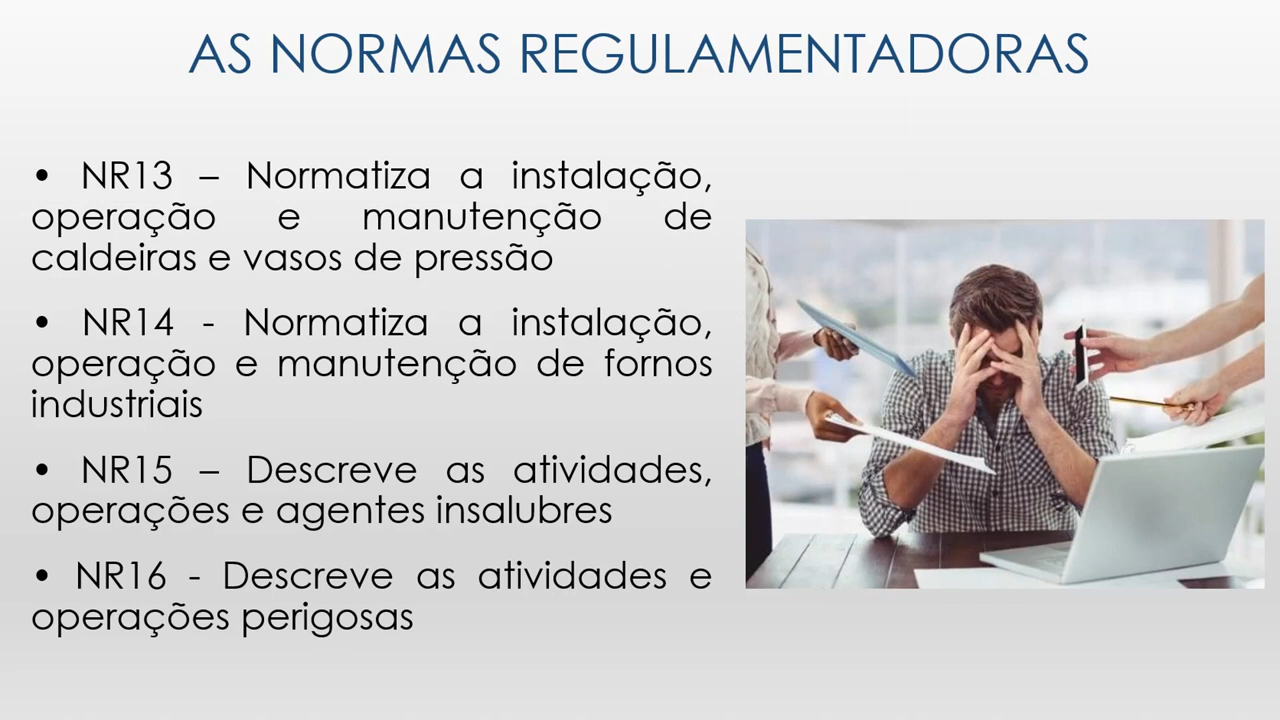 AS NORMAS REGULAMENTADORAS
• NR13 – Normatiza a instalação,
operação e manutenção de
caldeiras e vasos de pressão
• NR14 - Normatiza a instalação,
operação e manutenção de fornos
industriais
• NR15 – Descreve as atividades,
operações e agentes insalubres
• NR16 - Descreve as atividades e
operações perigosas